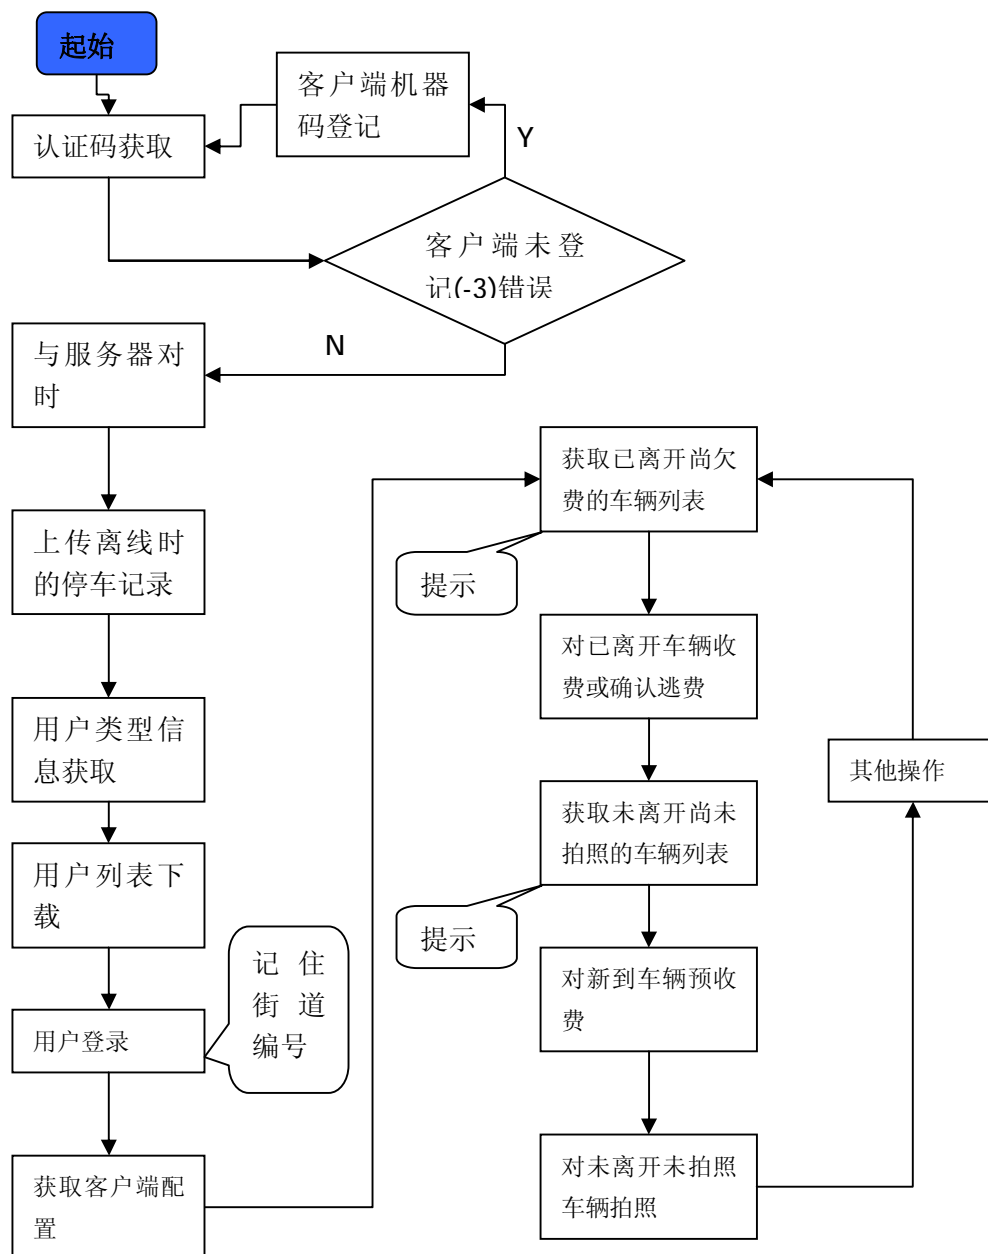 起始
客户端机器
码登记
认证码获取
Y
客户端未登
记(-3)错误
N
与服务器对
时
上传离线时
的停车记录
用户类型信
息获取
用户列表下
载
记住
街道
编号
用户登录
获取客户端配
置
获取已离开尚欠
费的车辆列表
提示
对已离开车辆收
费或确认逃费
其他操作
获取未离开尚未
拍照的车辆列表
提示
对新到车辆预收
费
对未离开未拍照
车辆拍照